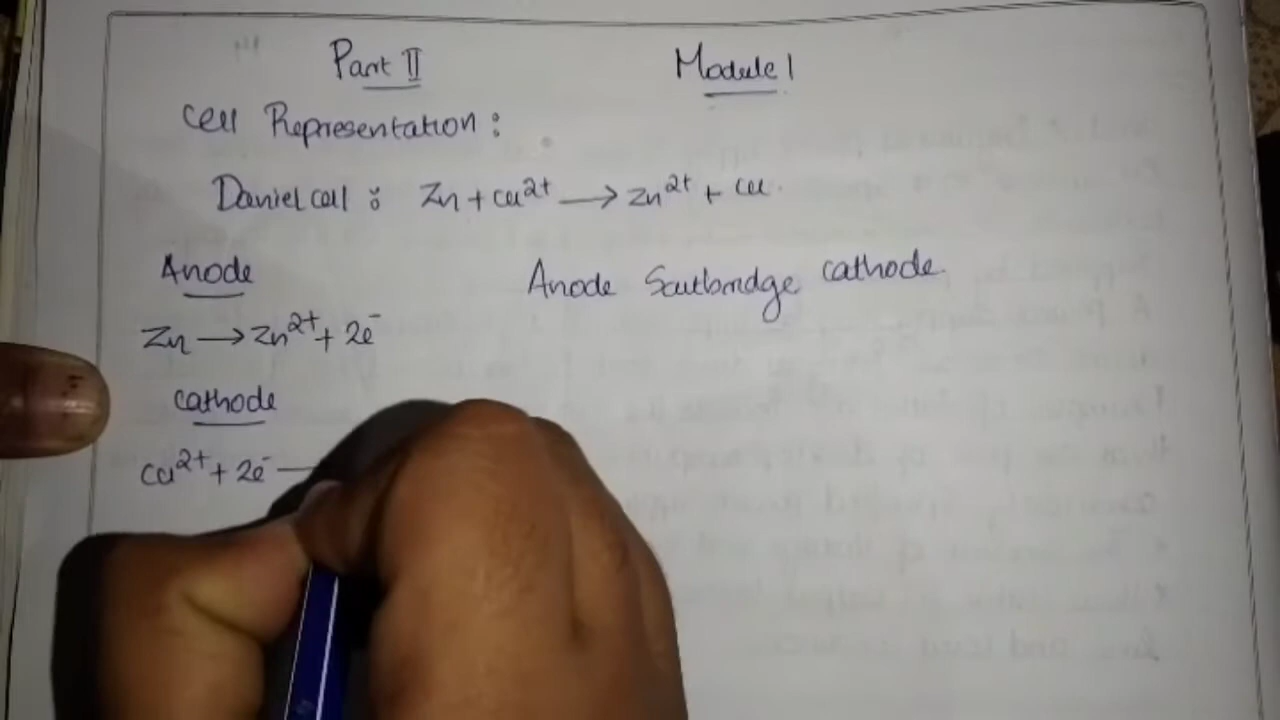 Part II Module 1
Cell Representation :
Daniel cell : Zn + Cu²⁺ ⟶ Zn²⁺ + Cu.
Anode
Anode Saltbridge cathode
Zn ⟶ Zn²⁺ + 2e⁻
cathode
Cu²⁺ + 2e⁻ —